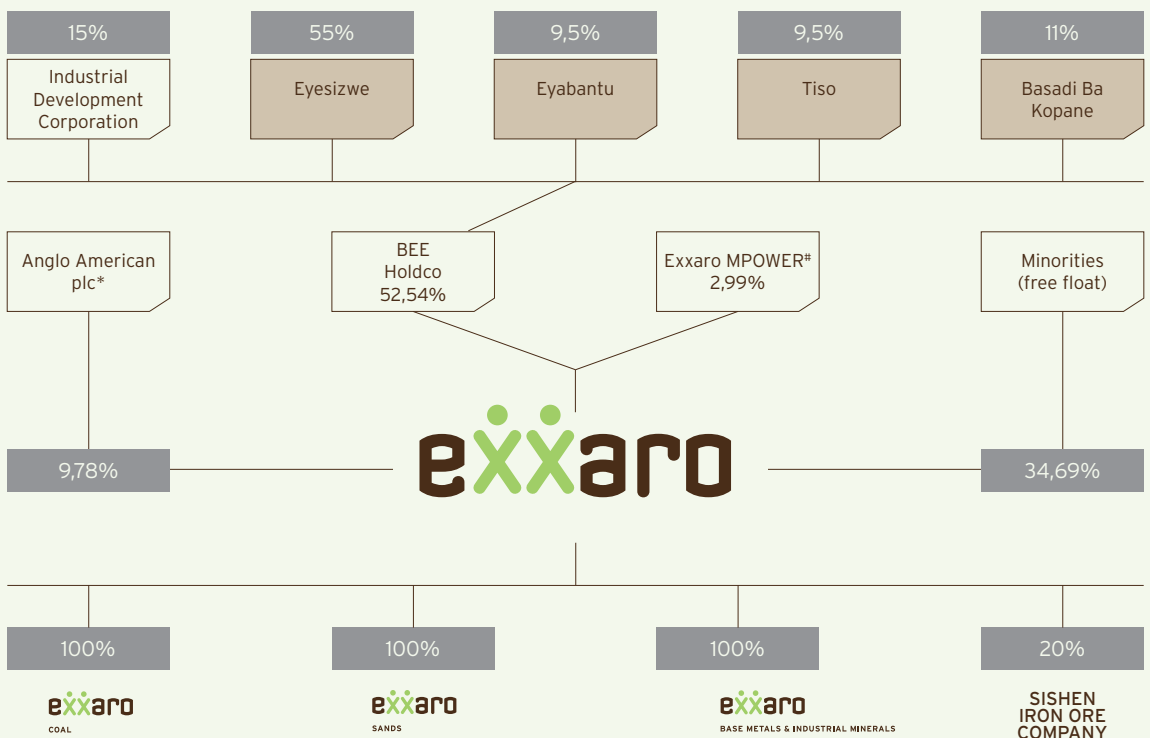 15%
55%
9,5%
9,5%
11%
Industrial
Development
Corporation
Eyesizwe
Eyabantu
Tiso
Basadi Ba
Kopane
Anglo American
plc*
BEE
Holdco
52,54%
Exxaro MPOWER#
2,99%
Minorities
(free float)
9,78%
exxaro
34,69%
100%
100%
100%
20%
exxaro
COAL
exxaro
SANDS
exxaro
BASE METALS & INDUSTRIAL MINERALS
SISHEN
IRON ORE
COMPANY